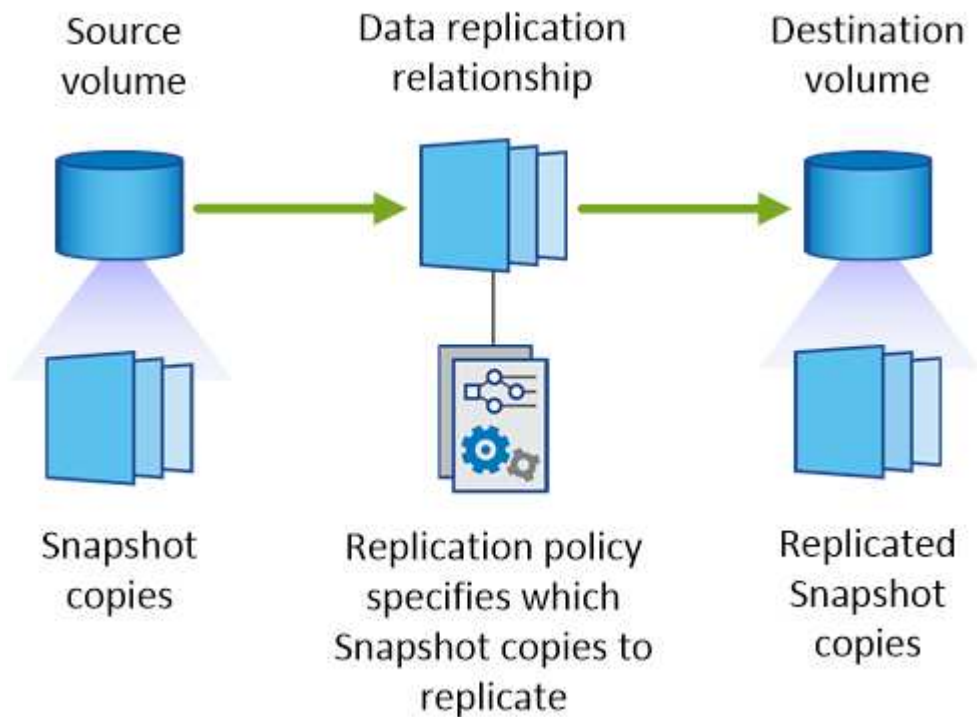 Source
volume
Data replication
relationship
Destination
volume
Snapshot
copies
Replication policy
specifies which
Snapshot copies to
replicate
Replicated
Snapshot
copies